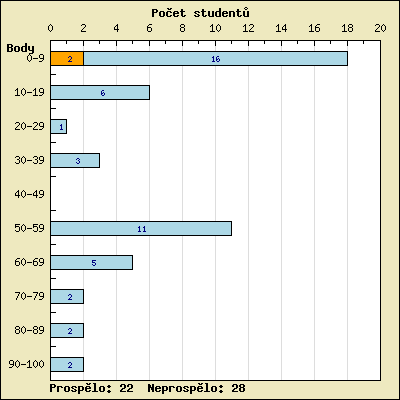 Počet studentů
0 2 4 6 8 10 12 14 16 18 20
Body
0-9 2 16
10-19 6
20-29 1
30-39 3
40-49
50-59 11
60-69 5
70-79 2
80-89 2
90-100 2
Prospělo: 22 Neprospělo: 28